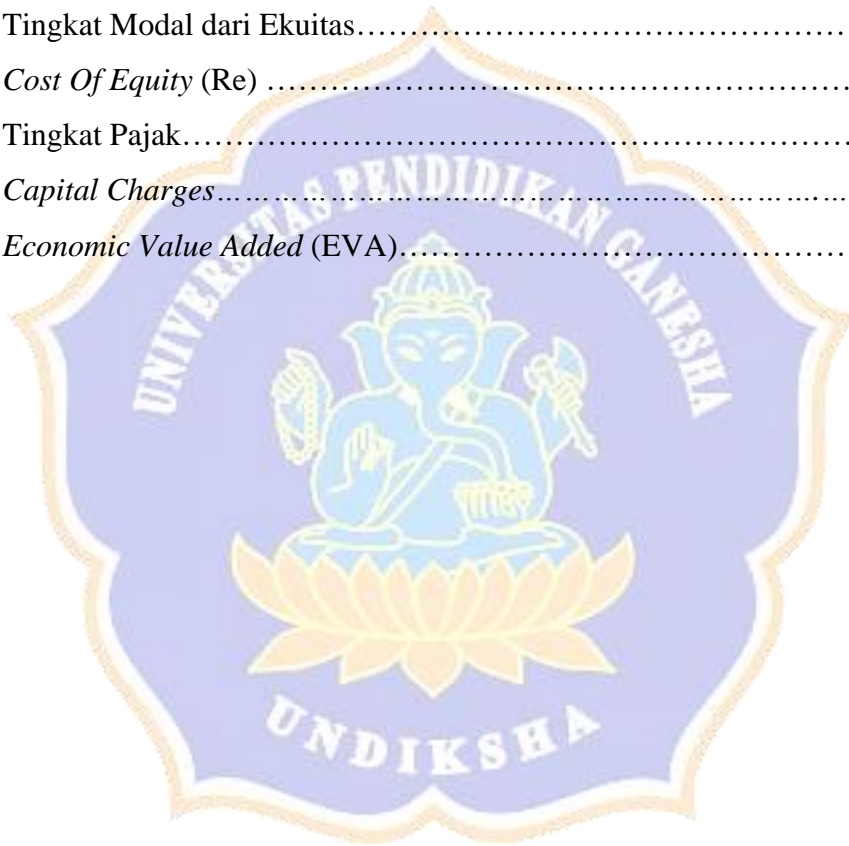 Tingkat Modal dari Ekuitas……………………………………………
Cost Of Equity (Re) ………………………………………………………
Tingkat Pajak………………………………………………………………
Capital Charges……………………………………………………….……
Economic Value Added (EVA)…………………………………………
UNIVERSITAS PENDIDIKAN GANESHA
UNDIKSHA